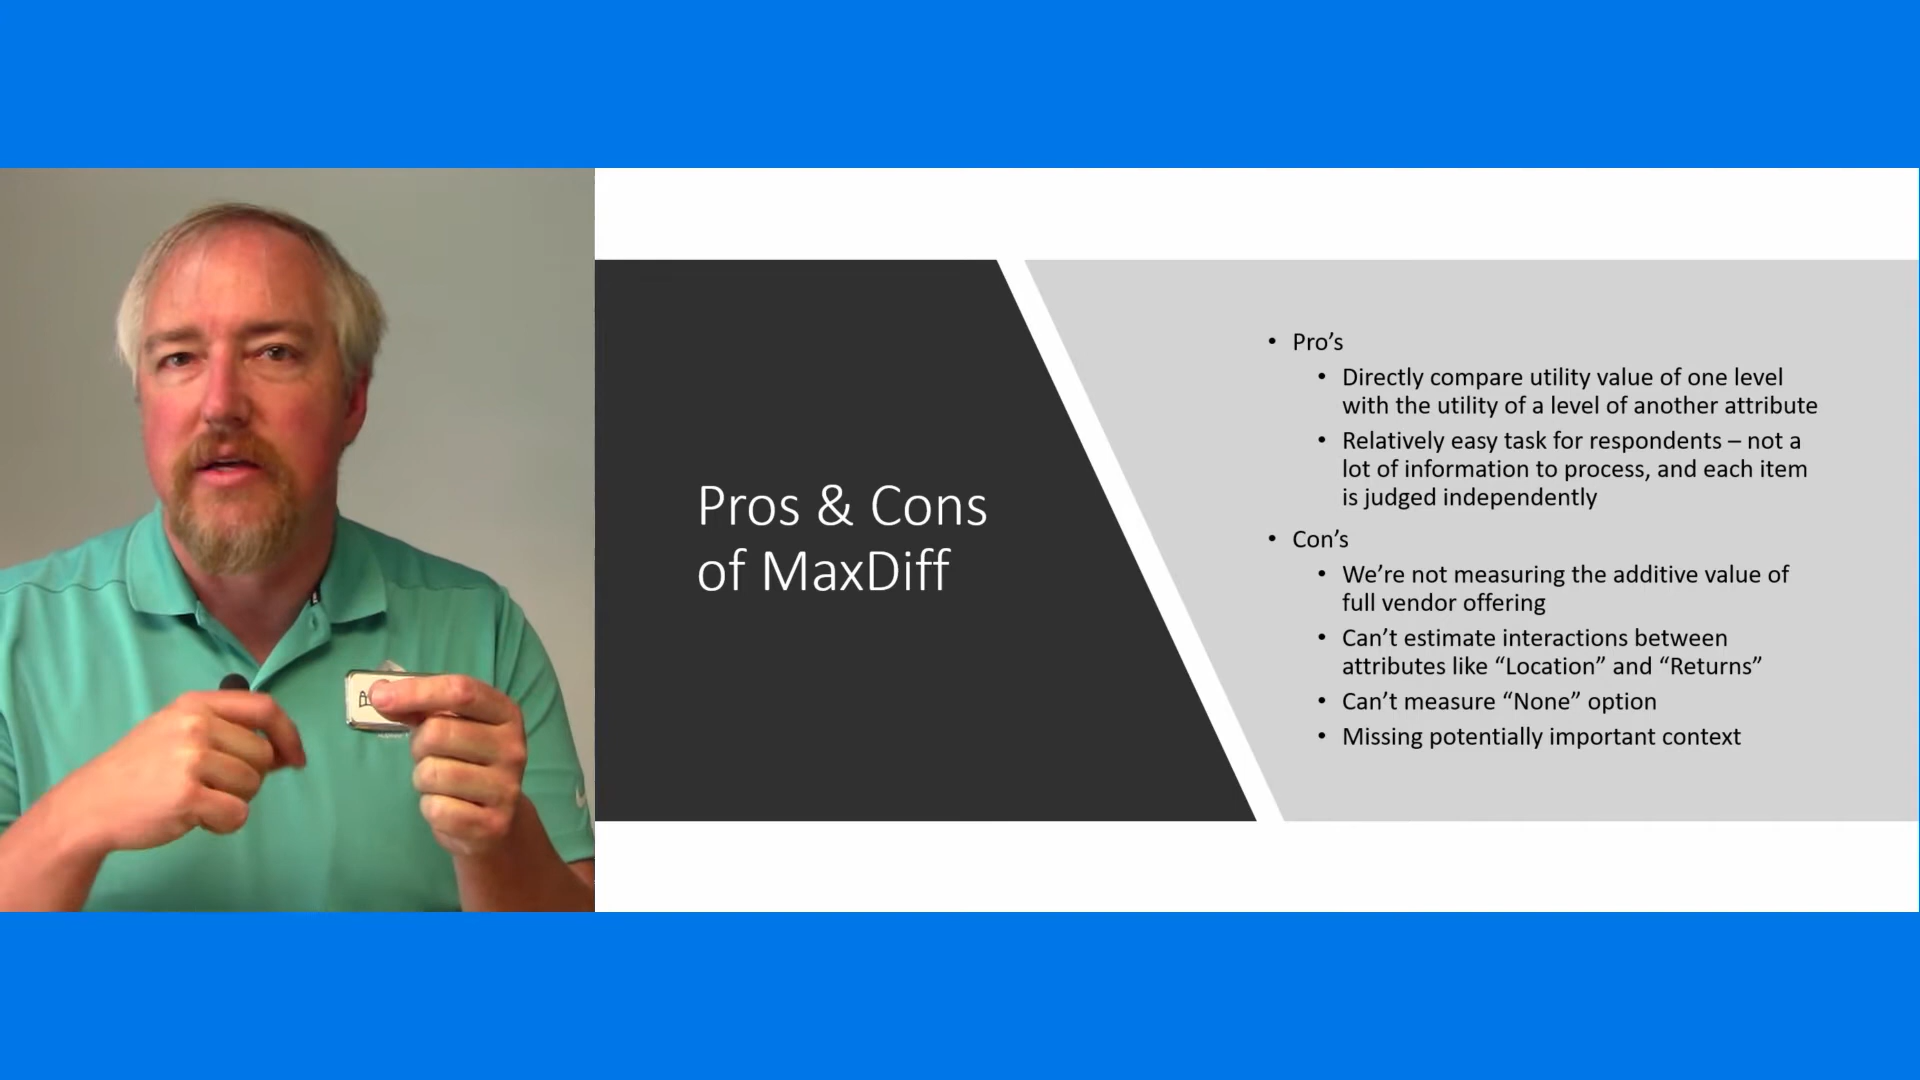 Pros & Cons
of MaxDiff
• Pro’s
• Directly compare utility value of one level
with the utility of a level of another attribute
• Relatively easy task for respondents – not a
lot of information to process, and each item
is judged independently
• Con’s
• We’re not measuring the additive value of
full vendor offering
• Can’t estimate interactions between
attributes like “Location” and “Returns”
• Can’t measure “None” option
• Missing potentially important context